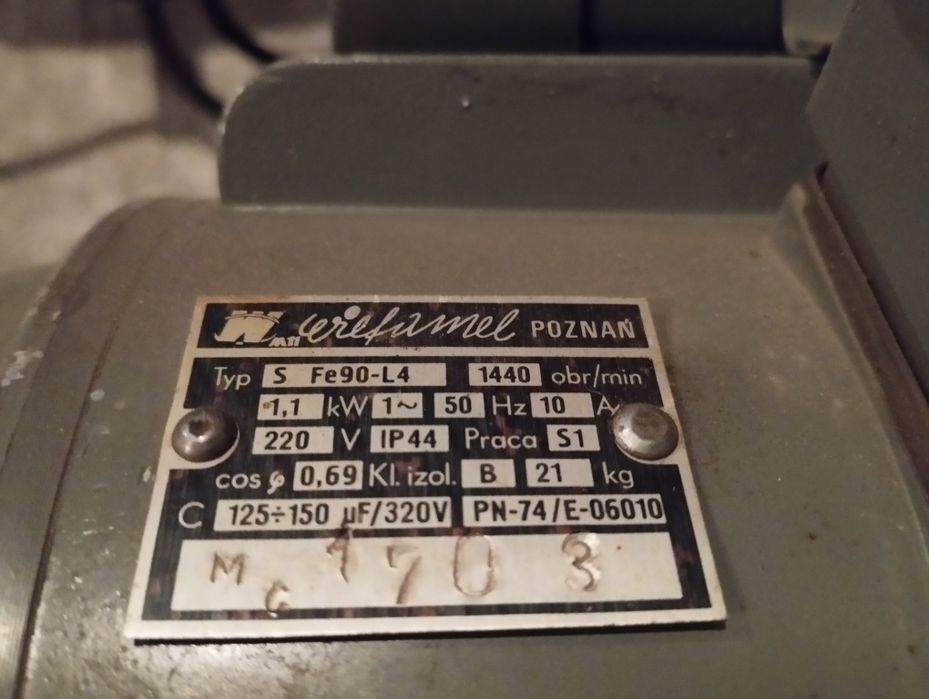 wiefamel POZNAŃ
Typ S Fe90-L4 1440 obr/min
1,1 kW 1~ 50 Hz 10 A
220 V IP44 Praca S1
cos φ 0,69 Kl. izol. B 21 kg
C 125÷150 µF/320V PN-74/E-06010
1703